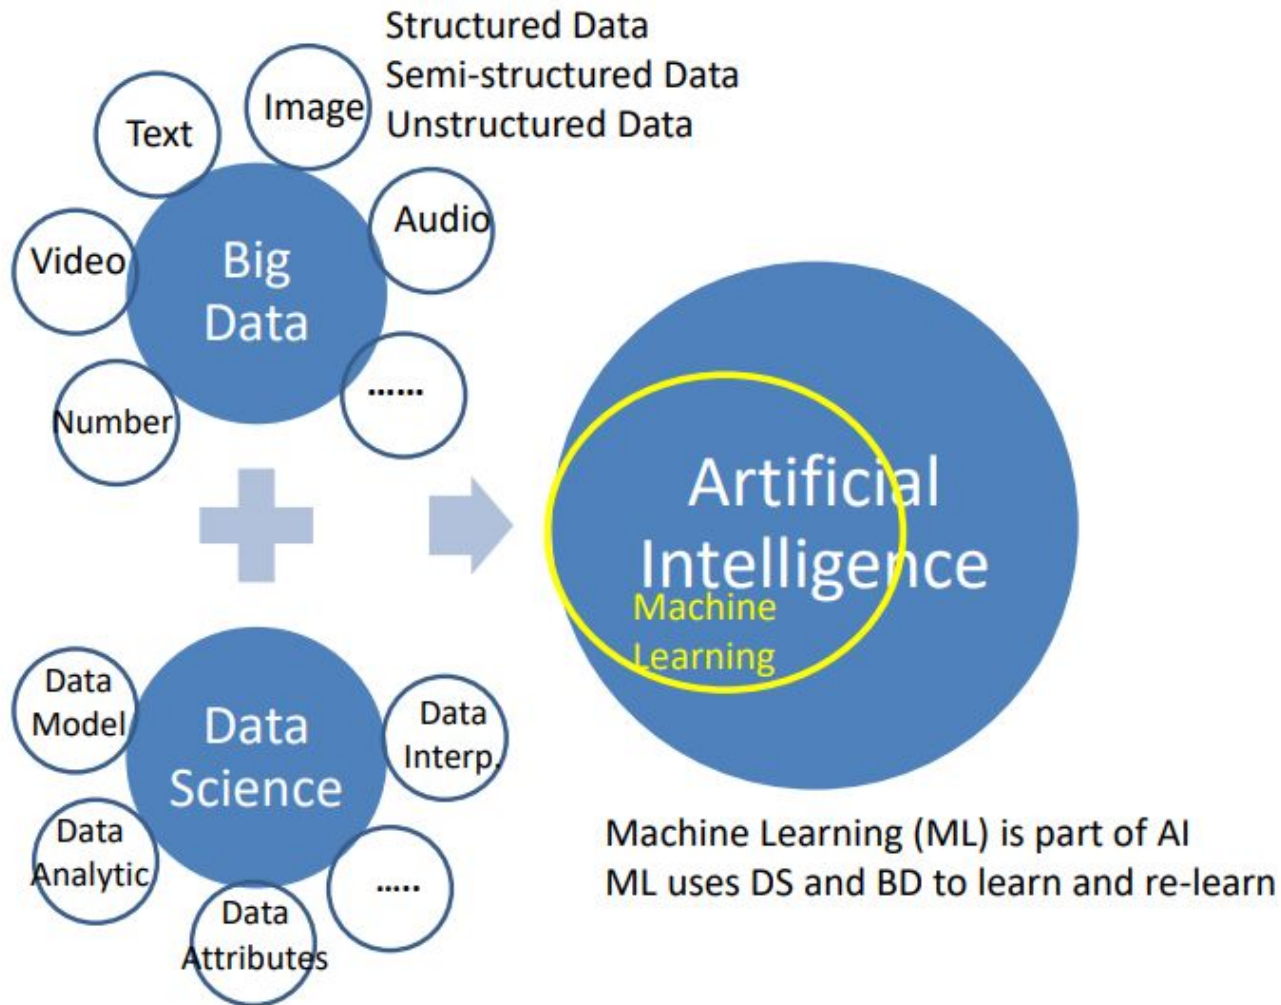 Structured Data
Semi-structured Data
Unstructured Data
Image
Text
Audio
Video
Big
Data
......
Number
Artificial
Intelligence
Machine
Learning
Data
Model
Data
Science
Data
Interp.
Data
Analytic
.....
Data
Attributes
Machine Learning (ML) is part of AI
ML uses DS and BD to learn and re-learn